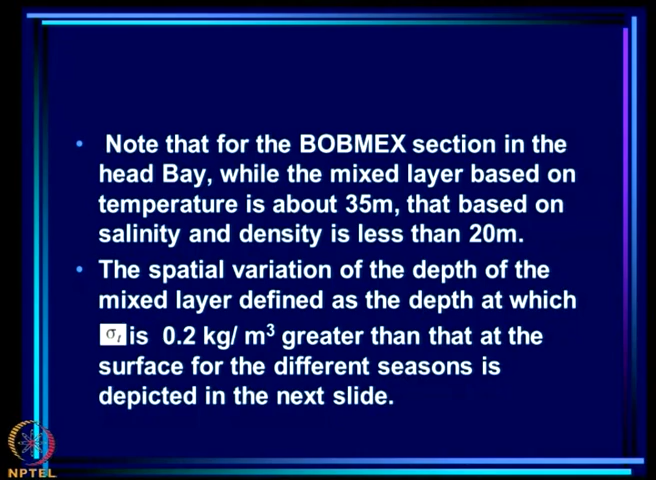 • Note that for the BOBMEX section in the
head Bay, while the mixed layer based on
temperature is about 35m, that based on
salinity and density is less than 20m.
• The spatial variation of the depth of the
mixed layer defined as the depth at which
σₜ is 0.2 kg/ m³ greater than that at the
surface for the different seasons is
depicted in the next slide.
NPTEL